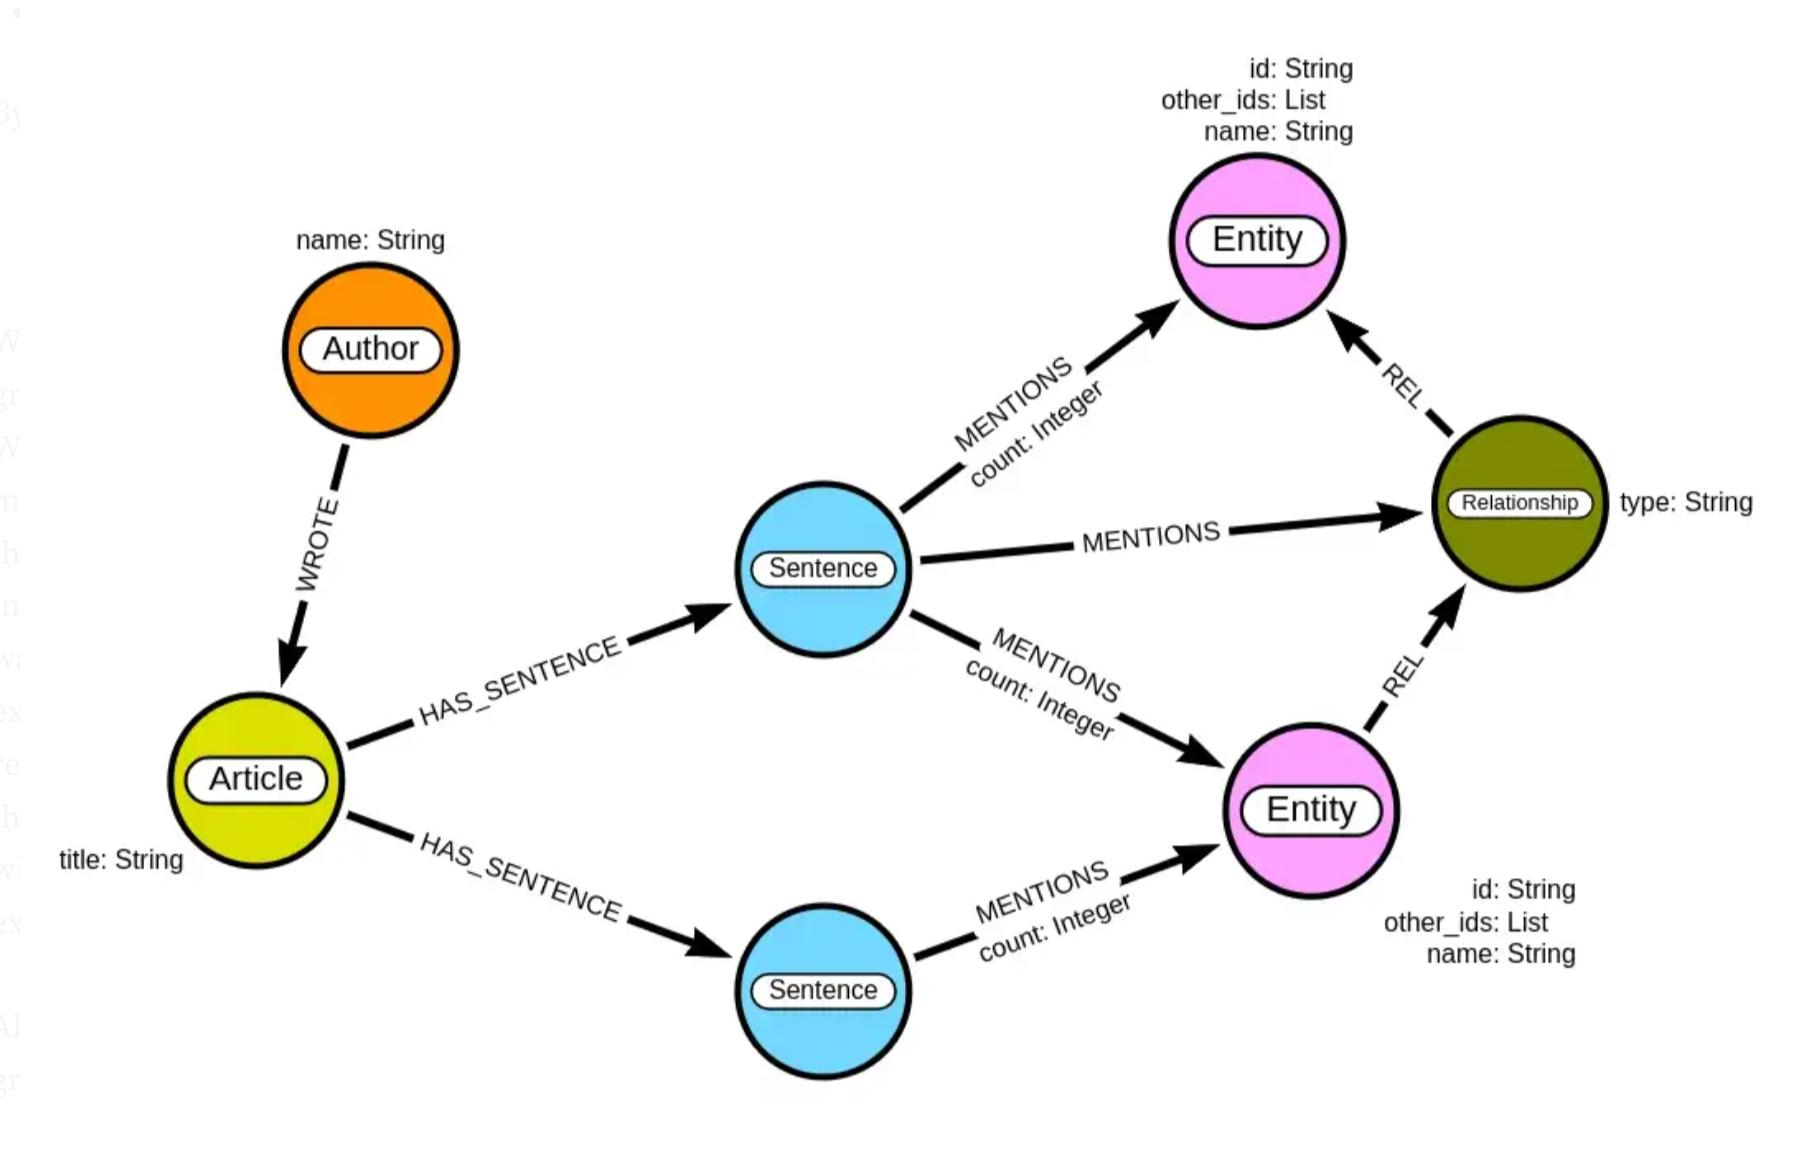 id: String
other_ids: List
name: String
Entity
name: String
Author
WROTE
MENTIONS
count: Integer
REL
Relationship
type: String
MENTIONS
Sentence
HAS_SENTENCE
MENTIONS
count: Integer
REL
Article
title: String
HAS_SENTENCE
Entity
MENTIONS
count: Integer
id: String
other_ids: List
name: String
Sentence